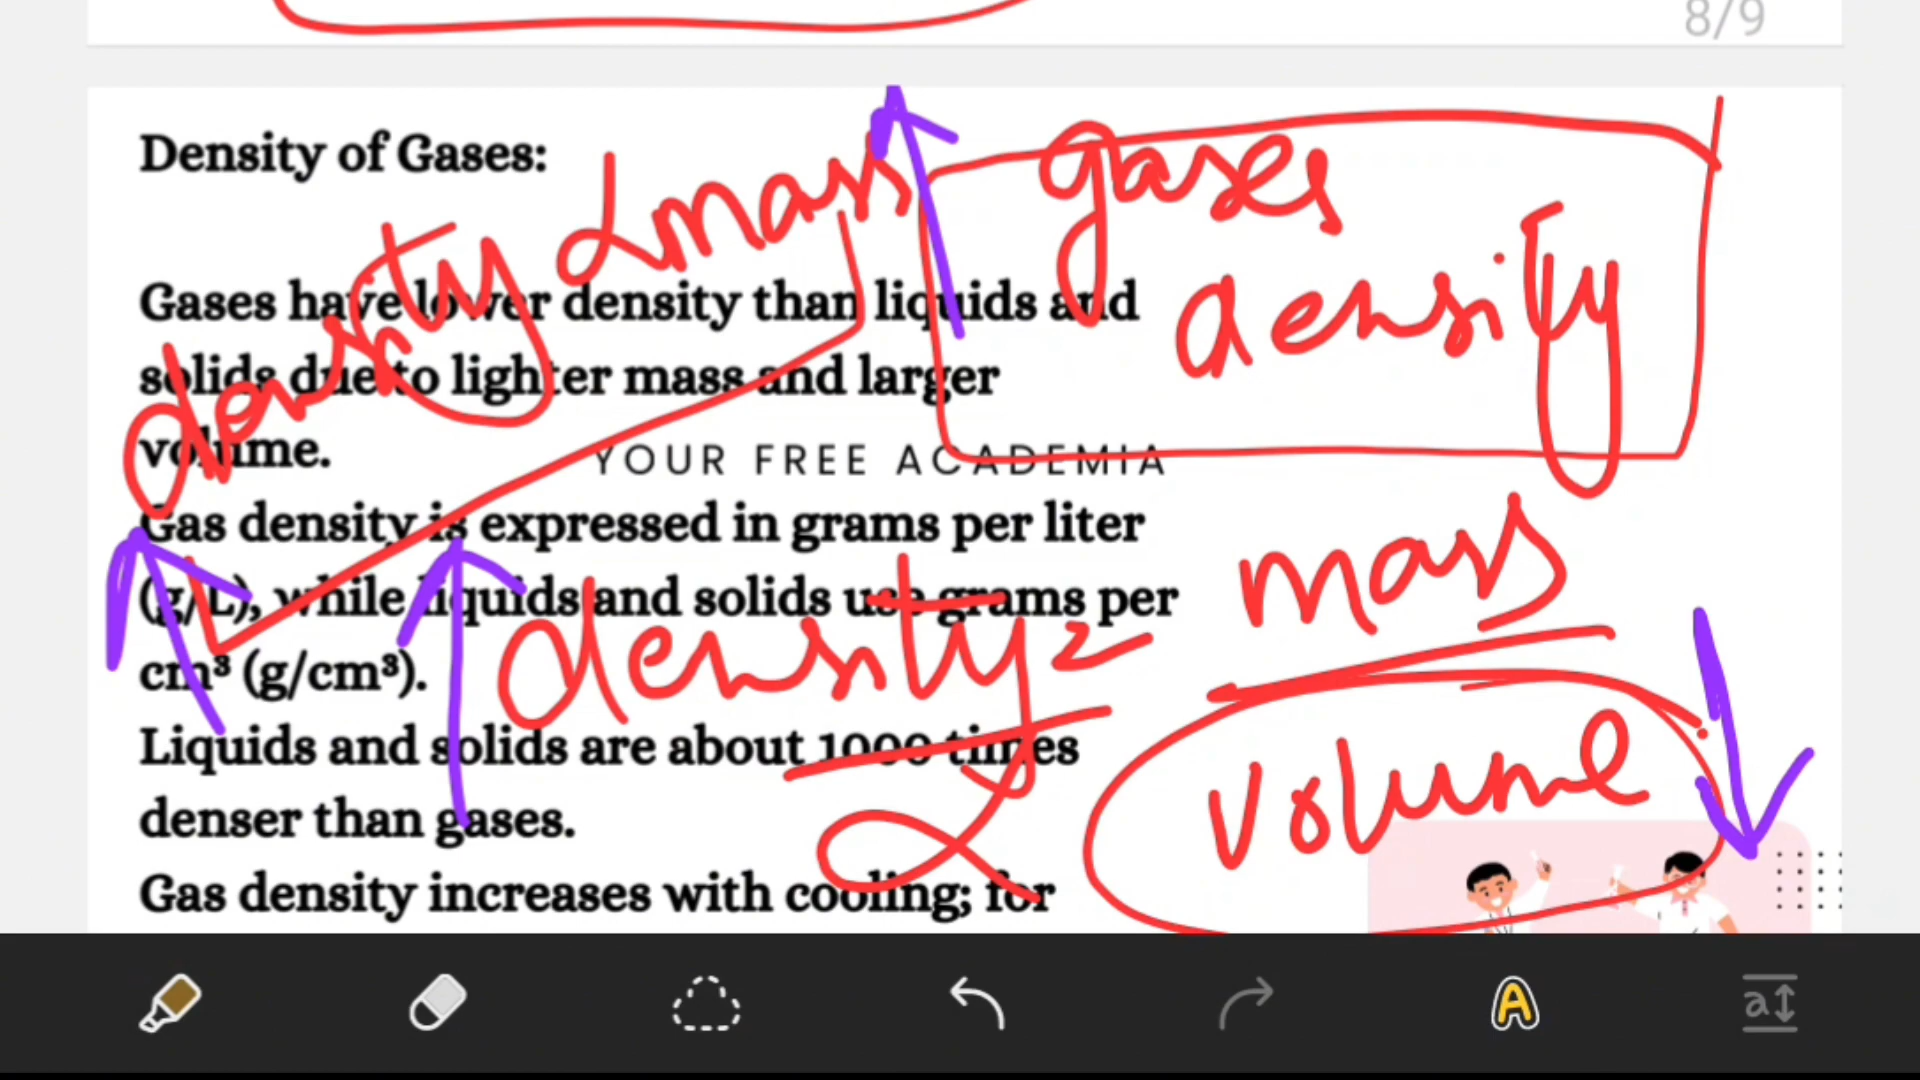 8/9
Density of Gases:
density α mass
gases
density
Gases have lower density than liquids and
solids due to lighter mass and larger
volume.
YOUR FREE ACADEMIA
Gas density is expressed in grams per liter
(g/L), while liquids and solids use grams per
cm³ (g/cm³).
density = mass
volume
Liquids and solids are about 1000 times
denser than gases.
α
Gas density increases with cooling; for
A
a